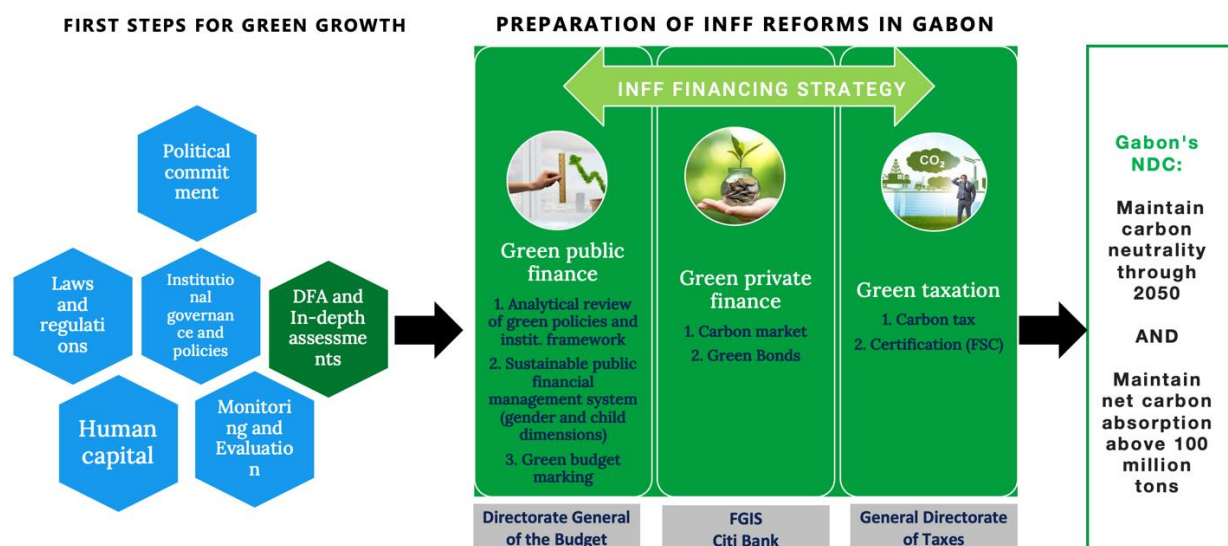 FIRST STEPS FOR GREEN GROWTH
Political
commit
ment
Laws
and
regulati
ons
Institutio
nal
governan
ce and
policies
DFA and
In-depth
assessme
nts
Human
capital
Monitori
ng and
Evaluatio
n
PREPARATION OF INFF REFORMS IN GABON
INFF FINANCING STRATEGY
Green public
finance
1. Analytical review
of green policies and
instit. framework
2. Sustainable public
financial
management system
(gender and child
dimensions)
3. Green budget
marking
Directorate General
of the Budget
Green private
finance
1. Carbon market
2. Green Bonds
FGIS
Citi Bank
CO2
Green taxation
1. Carbon tax
2. Certification (FSC)
General Directorate
of Taxes
Gabon's
NDC:
Maintain
carbon
neutrality
through
2050
AND
Maintain
net carbon
absorption
above 100
million
tons